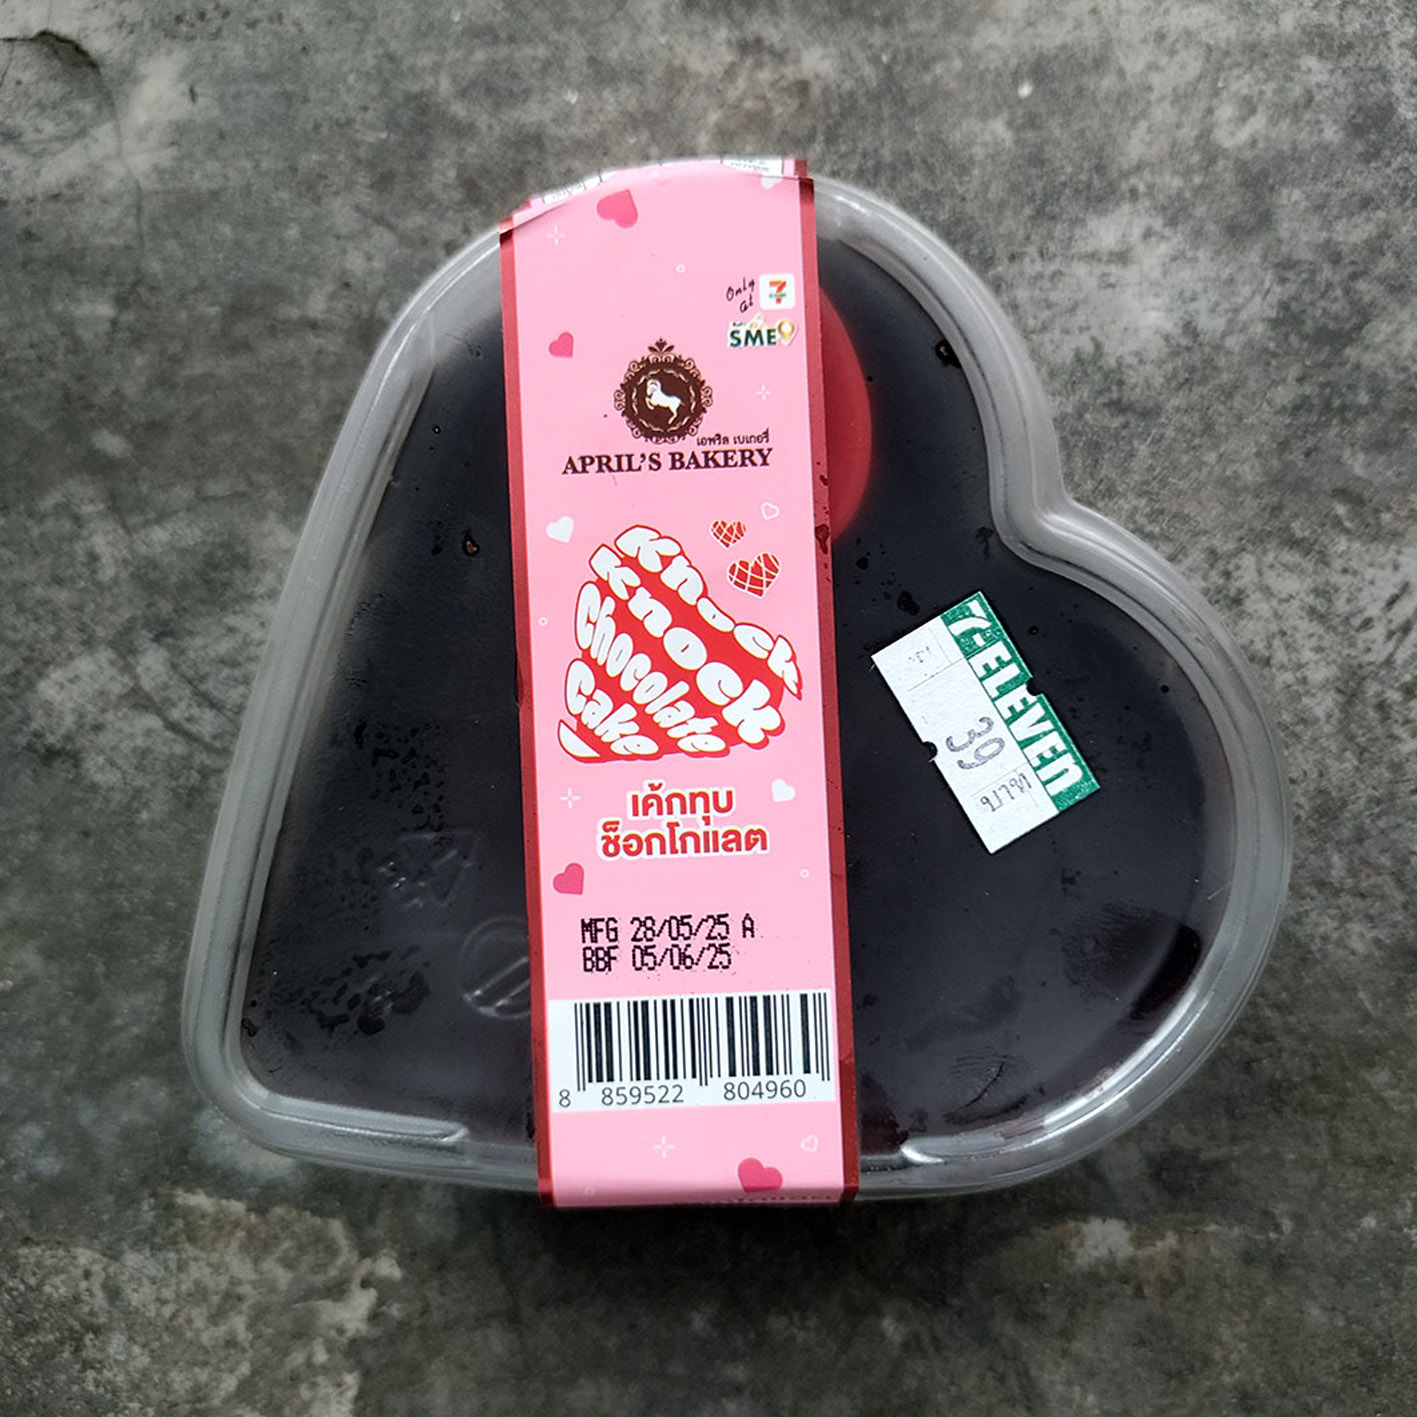 Only
at
7
SME
เอพริล เบเกอรี่
APRIL'S BAKERY
Knock
Knock
Chocolate
Cake
เค้กทุบ
ช็อกโกแลต
MFG 28/05/25 A
BBF 05/06/25
8 859522 804960
7-ELEVEN
39
บาท